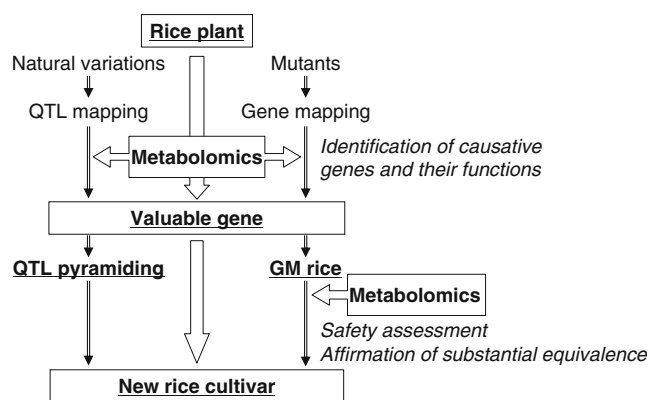 Rice plant
Natural variations
Mutants
QTL mapping
Gene mapping
Metabolomics
Identification of causative
genes and their functions
Valuable gene
QTL pyramiding
GM rice
Metabolomics
Safety assessment
Affirmation of substantial equivalence
New rice cultivar